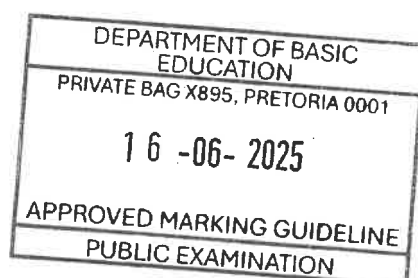 DEPARTMENT OF BASIC
EDUCATION
PRIVATE BAG X895, PRETORIA 0001
16 -06- 2025
APPROVED MARKING GUIDELINE
PUBLIC EXAMINATION